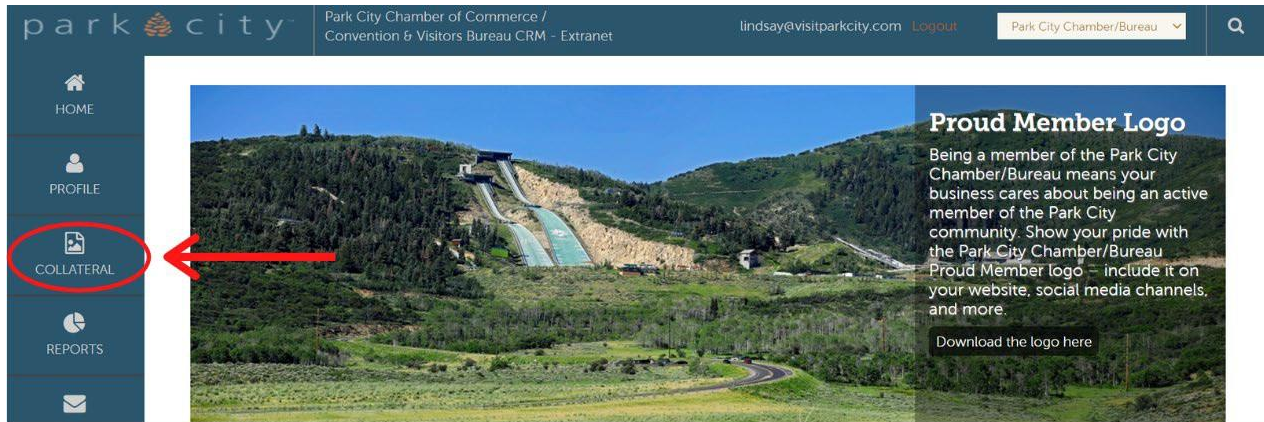 park city
Park City Chamber of Commerce /
Convention & Visitors Bureau CRM - Extranet
lindsay@visitparkcity.com Logout
Park City Chamber/Bureau
HOME
PROFILE
COLLATERAL
REPORTS
Proud Member Logo
Being a member of the Park City
Chamber/Bureau means your
business cares about being an active
member of the Park City
community. Show your pride with
the Park City Chamber/Bureau
Proud Member logo – include it on
your website, social media channels,
and more.
Download the logo here